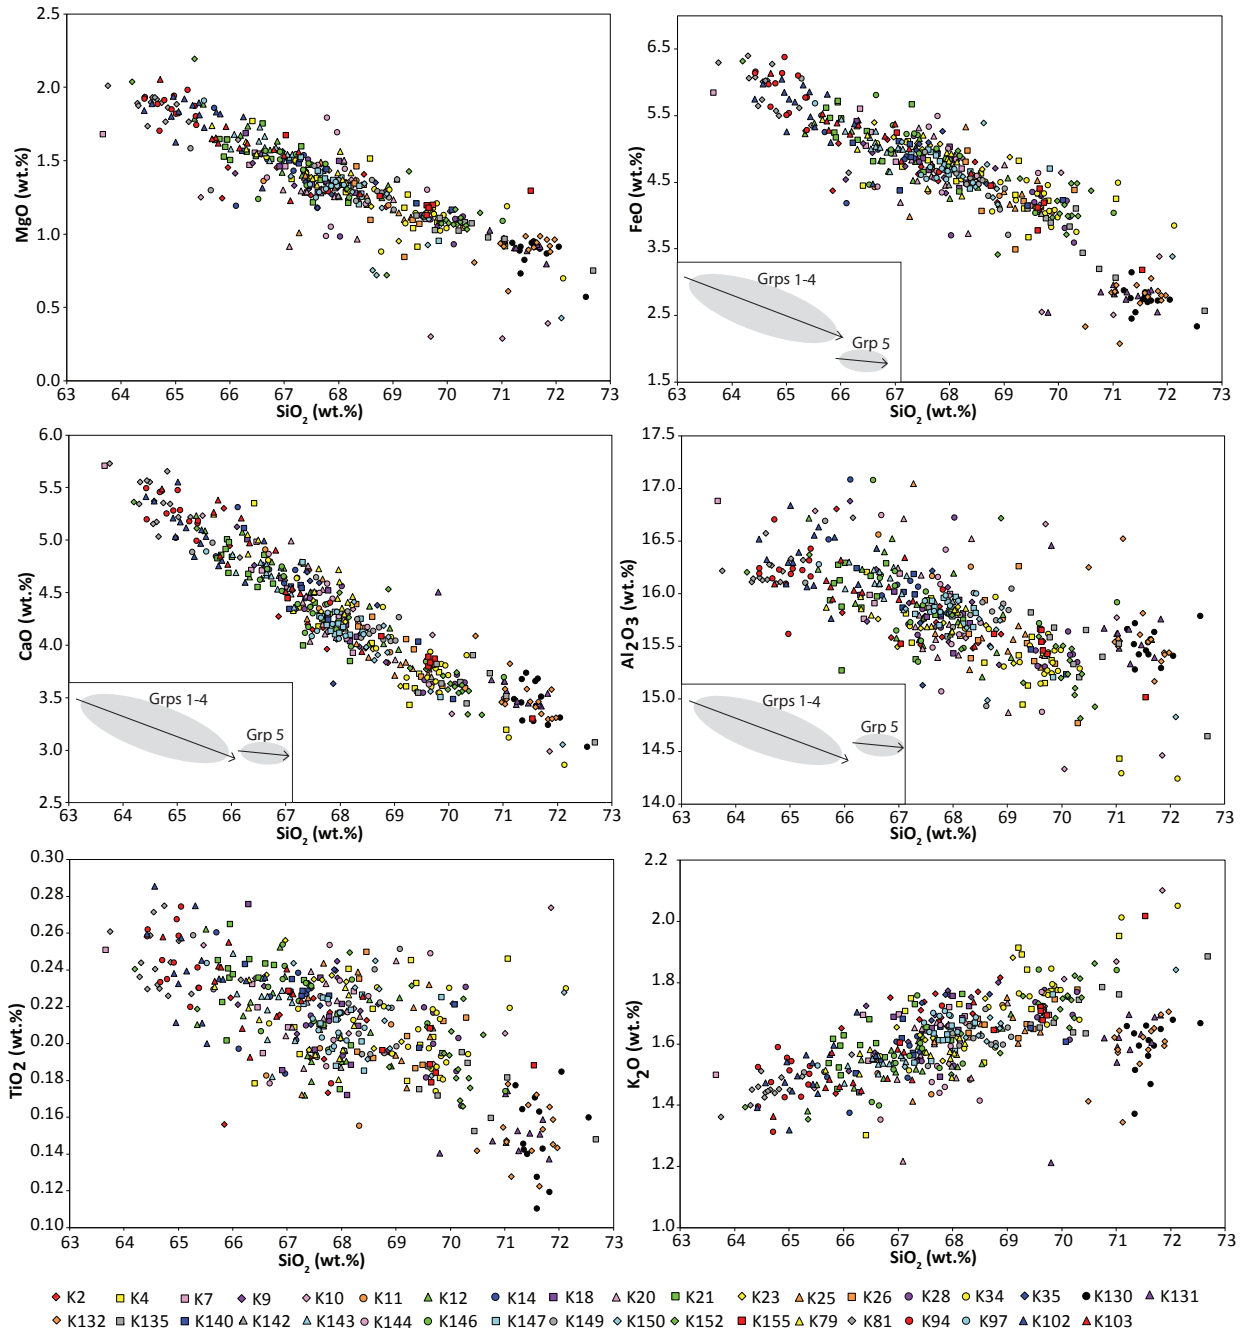 2.5
2.0
1.5
1.0
0.5
0.0
MgO (wt.%)
63 64 65 66 67 68 69 70 71 72 73
SiO2 (wt.%)
6.5
5.5
4.5
3.5
2.5
1.5
FeO (wt.%)
Grps 1-4
Grp 5
63 64 65 66 67 68 69 70 71 72 73
SiO2 (wt.%)
6.0
5.5
5.0
4.5
4.0
3.5
3.0
2.5
CaO (wt.%)
Grps 1-4
Grp 5
63 64 65 66 67 68 69 70 71 72 73
SiO2 (wt.%)
17.5
17.0
16.5
16.0
15.5
15.0
14.5
14.0
Al2O3 (wt.%)
Grps 1-4
Grp 5
63 64 65 66 67 68 69 70 71 72 73
SiO2 (wt.%)
0.30
0.28
0.26
0.24
0.22
0.20
0.18
0.16
0.14
0.12
0.10
TiO2 (wt.%)
63 64 65 66 67 68 69 70 71 72 73
SiO2 (wt.%)
2.2
2.0
1.8
1.6
1.4
1.2
1.0
K2O (wt.%)
63 64 65 66 67 68 69 70 71 72 73
SiO2 (wt.%)
K2 K4 K7 K9 K10 K11 K12 K14 K18 K20 K21 K23 K25 K26 K28 K34 K35 K130 K131
K132 K135 K140 K142 K143 K144 K146 K147 K149 K150 K152 K155 K79 K81 K94 K97 K102 K103